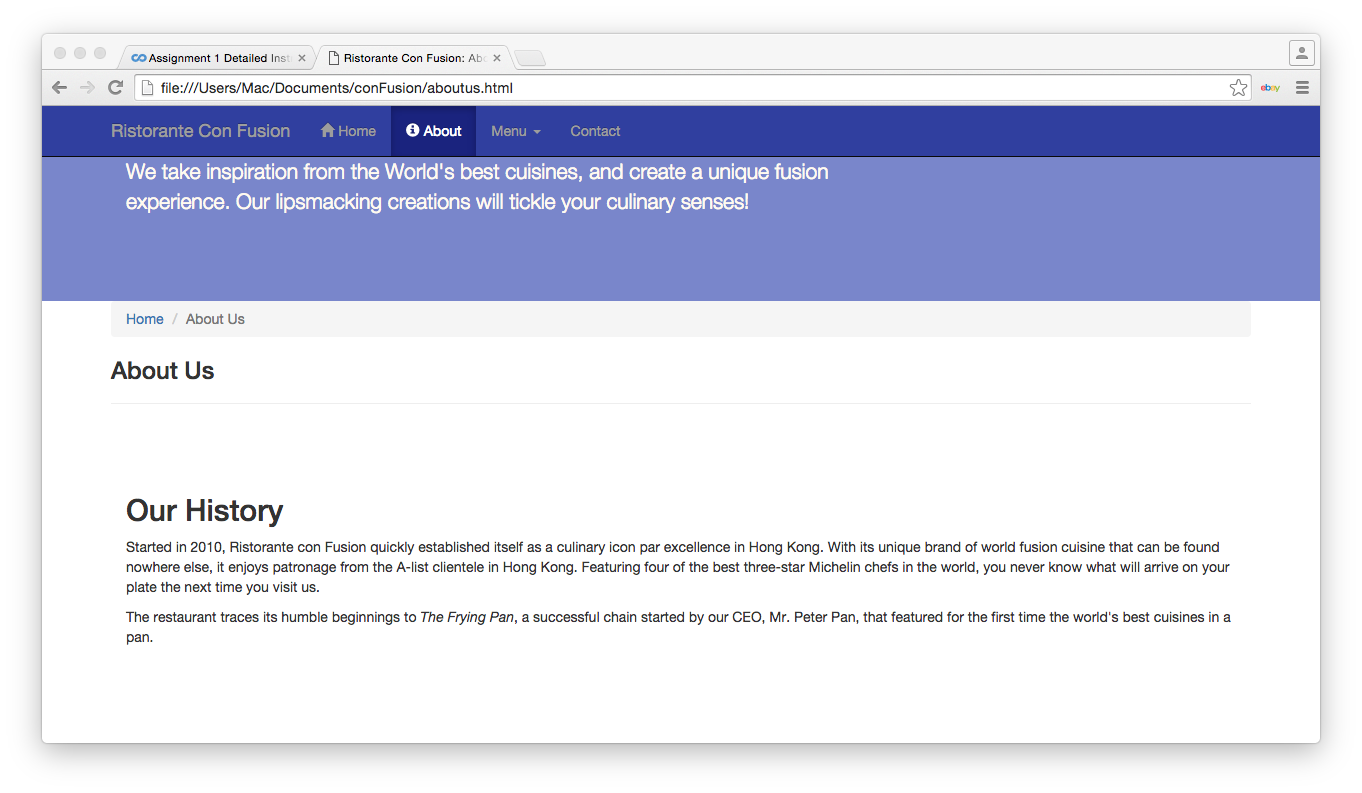 Assignment 1 Detailed Inst
Ristorante Con Fusion: Abo
file:///Users/Mac/Documents/conFusion/aboutus.html
ebay
Ristorante Con Fusion Home About Menu Contact
We take inspiration from the World's best cuisines, and create a unique fusion
experience. Our lipsmacking creations will tickle your culinary senses!
Home / About Us
About Us
Our History
Started in 2010, Ristorante con Fusion quickly established itself as a culinary icon par excellence in Hong Kong. With its unique brand of world fusion cuisine that can be found
nowhere else, it enjoys patronage from the A-list clientele in Hong Kong. Featuring four of the best three-star Michelin chefs in the world, you never know what will arrive on your
plate the next time you visit us.
The restaurant traces its humble beginnings to The Frying Pan, a successful chain started by our CEO, Mr. Peter Pan, that featured for the first time the world's best cuisines in a
pan.